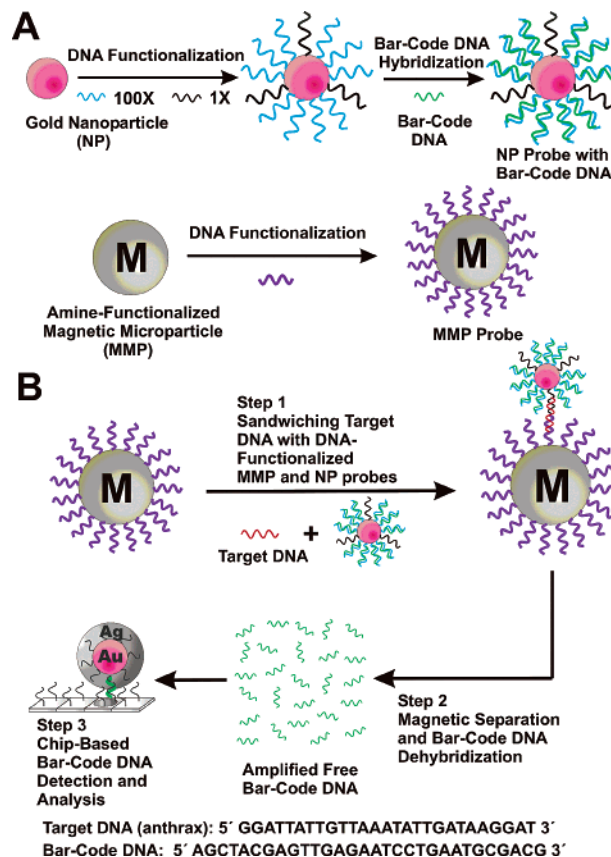 A
DNA Functionalization
100X 1X
Gold Nanoparticle
(NP)
Bar-Code DNA
Hybridization
Bar-Code
DNA
NP Probe with
Bar-Code DNA
M
DNA Functionalization
Amine-Functionalized
Magnetic Microparticle
(MMP)
M
MMP Probe
B
M
Step 1
Sandwiching Target
DNA with DNA-
Functionalized
MMP and NP probes
+
Target DNA
M
Ag
Au
Step 3
Chip-Based
Bar-Code DNA
Detection and
Analysis
Amplified Free
Bar-Code DNA
Step 2
Magnetic Separation
and Bar-Code DNA
Dehybridization
Target DNA (anthrax): 5´ GGATTATTGTTAAATATTGATAAGGAT 3´
Bar-Code DNA: 5´ AGCTACGAGTTGAGAATCCTGAATGCGACG 3´